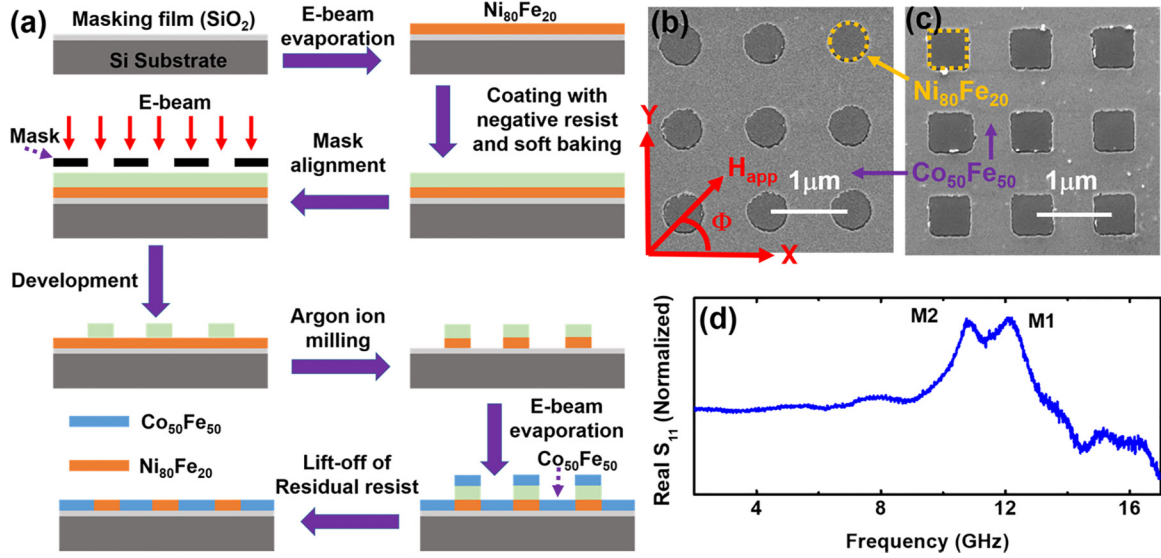 (a)
Masking film (SiO₂)
Si Substrate
E-beam
evaporation
Ni₈₀Fe₂₀
E-beam
Mask
Mask
alignment
Coating with
negative resist
and soft baking
Development
Argon ion
milling
Co₅₀Fe₅₀
Ni₈₀Fe₂₀
E-beam
evaporation
Co₅₀Fe₅₀
Lift-off of
Residual resist
(b)
Y
H_app
Φ
X
1μm
(c)
Ni₈₀Fe₂₀
Co₅₀Fe₅₀
1μm
(d)
M2
M1
Real S₁₁ (Normalized)
4
8
12
16
Frequency (GHz)